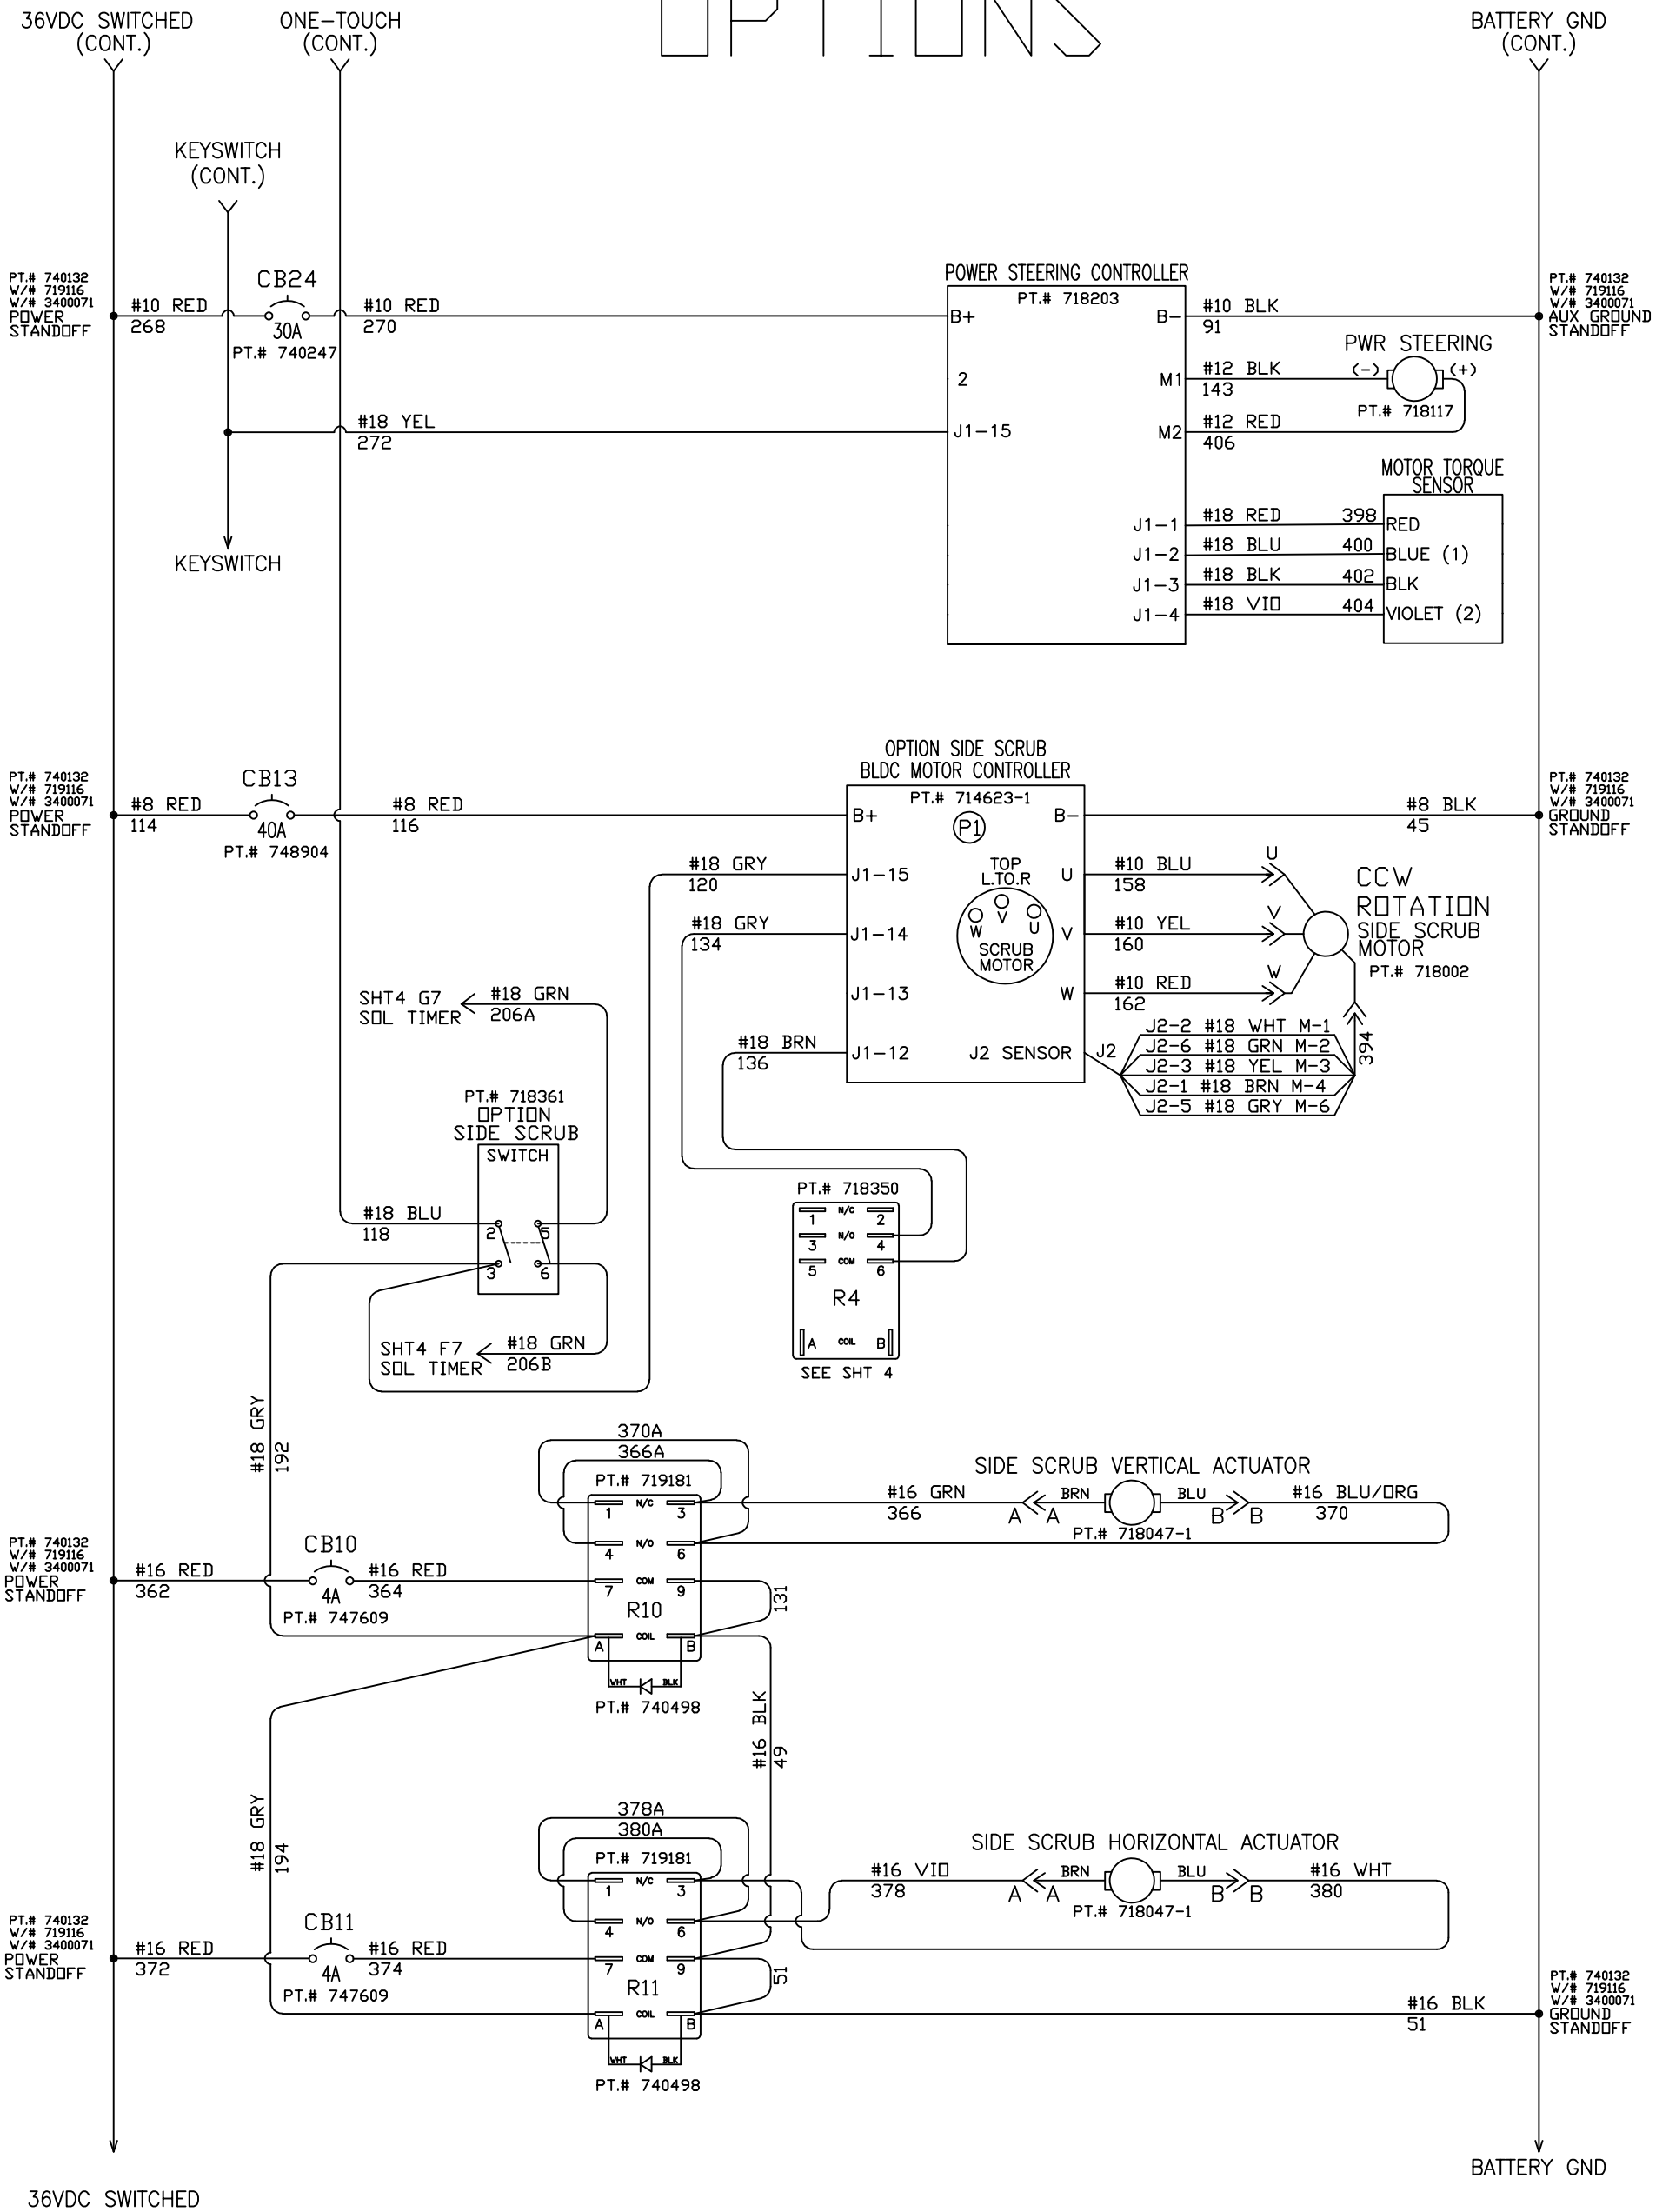 OPTIONS
36VDC SWITCHED
(CONT.)
ONE-TOUCH
(CONT.)
BATTERY GND
(CONT.)
KEYSWITCH
(CONT.)
PT.# 740132
W/# 719116
W/# 3400071
POWER
STANDOFF
#10 RED
268
CB24
30A
PT.# 740247
#10 RED
270
#18 YEL
272
KEYSWITCH
POWER STEERING CONTROLLER
PT.# 718203
B+
2
J1-15
B-
M1
M2
J1-1
J1-2
J1-3
J1-4
#10 BLK
91
#12 BLK
143
#12 RED
406
PWR STEERING
(-)
(+)
PT.# 718117
PT.# 740132
W/# 719116
W/# 3400071
AUX GROUND
STANDOFF
MOTOR TORQUE
SENSOR
#18 RED 398 RED
#18 BLU 400 BLUE (1)
#18 BLK 402 BLK
#18 VIO 404 VIOLET (2)
PT.# 740132
W/# 719116
W/# 3400071
POWER
STANDOFF
#8 RED
114
CB13
40A
PT.# 748904
#8 RED
116
OPTION SIDE SCRUB
BLDC MOTOR CONTROLLER
PT.# 714623-1
P1
B+
J1-15
J1-14
J1-13
J1-12
TOP
L.TO.R
W
V
U
SCRUB
MOTOR
B-
U
V
W
J2 SENSOR
#8 BLK
45
PT.# 740132
W/# 719116
W/# 3400071
GROUND
STANDOFF
#18 GRY
120
#18 GRY
134
#18 BRN
136
#10 BLU
158
U
#10 YEL
160
V
#10 RED
162
W
CCW
ROTATION
SIDE SCRUB
MOTOR
PT.# 718002
J2
J2-2 #18 WHT M-1
J2-6 #18 GRN M-2
J2-3 #18 YEL M-3
J2-1 #18 BRN M-4
J2-5 #18 GRY M-6
394
SHT4 G7
SOL TIMER
#18 GRN
206A
PT.# 718361
OPTION
SIDE SCRUB
SWITCH
2
5
3
6
#18 BLU
118
SHT4 F7
SOL TIMER
#18 GRN
206B
PT.# 718350
1 N/C 2
3 N/O 4
5 COM 6
R4
A COIL B
SEE SHT 4
#18 GRY
192
370A
366A
PT.# 719181
1 N/C 3
4 N/O 6
7 COM 9
R10
A COIL B
WHT BLK
PT.# 740498
131
SIDE SCRUB VERTICAL ACTUATOR
#16 GRN
366
A A
BRN
BLU
B B
#16 BLU/ORG
370
PT.# 718047-1
PT.# 740132
W/# 719116
W/# 3400071
POWER
STANDOFF
#16 RED
362
CB10
4A
PT.# 747609
#16 RED
364
#16 BLK
49
#18 GRY
194
378A
380A
PT.# 719181
1 N/C 3
4 N/O 6
7 COM 9
R11
A COIL B
WHT BLK
PT.# 740498
51
SIDE SCRUB HORIZONTAL ACTUATOR
#16 VIO
378
A A
BRN
BLU
B B
#16 WHT
380
PT.# 718047-1
PT.# 740132
W/# 719116
W/# 3400071
POWER
STANDOFF
#16 RED
372
CB11
4A
PT.# 747609
#16 RED
374
#16 BLK
51
PT.# 740132
W/# 719116
W/# 3400071
GROUND
STANDOFF
BATTERY GND
36VDC SWITCHED